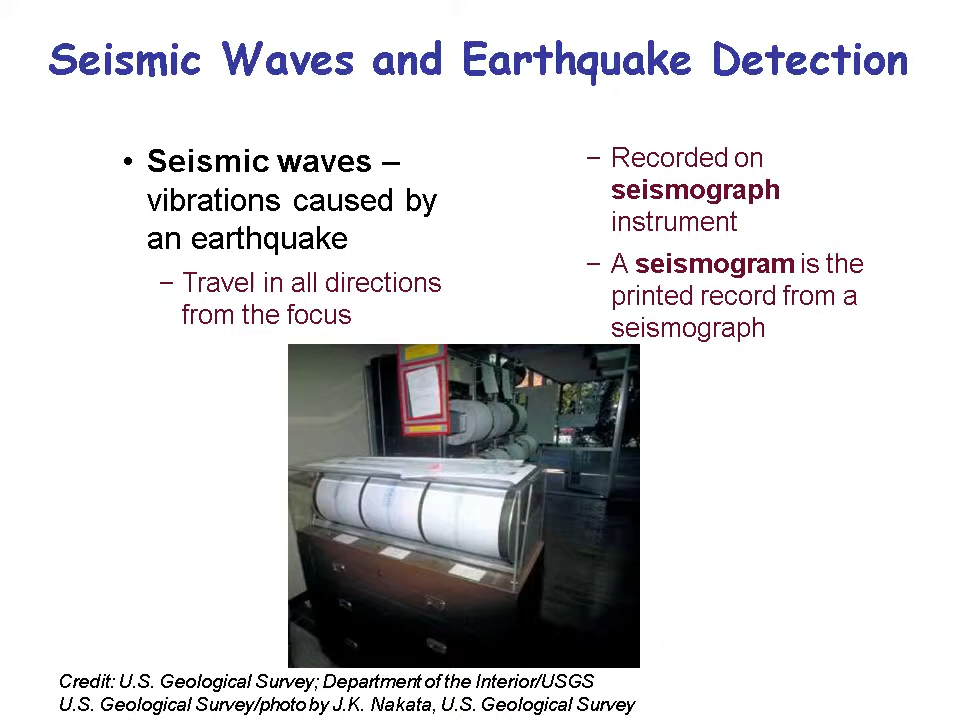 Seismic Waves and Earthquake Detection
• Seismic waves –
vibrations caused by
an earthquake
– Travel in all directions
from the focus
– Recorded on
seismograph
instrument
– A seismogram is the
printed record from a
seismograph
Credit: U.S. Geological Survey; Department of the Interior/USGS
U.S. Geological Survey/photo by J.K. Nakata, U.S. Geological Survey